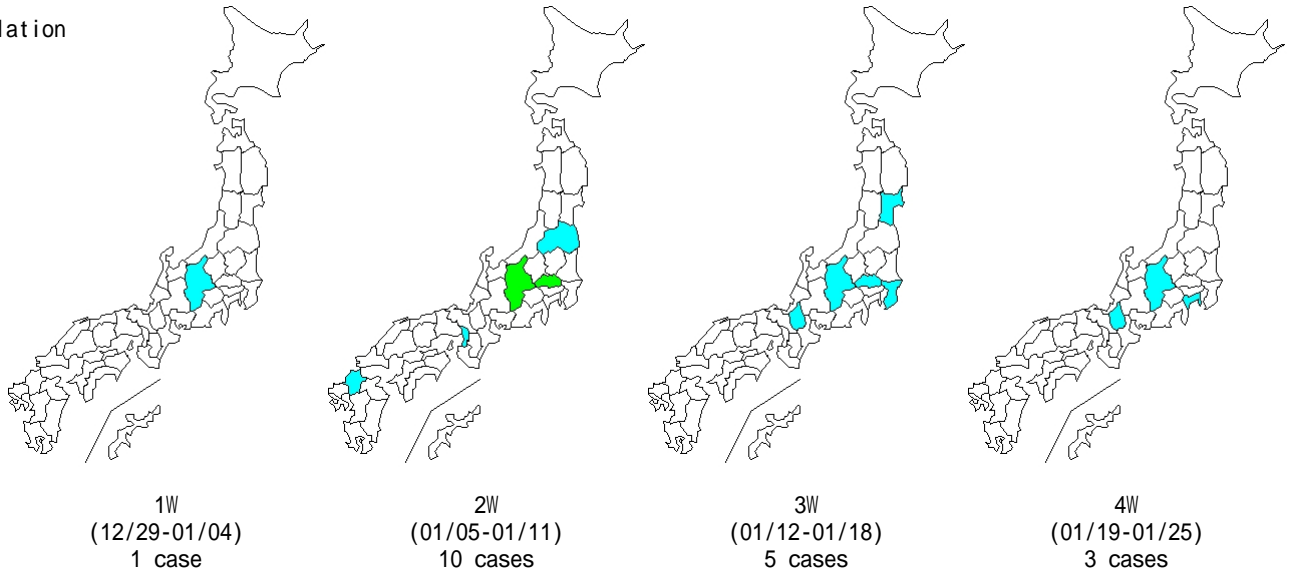 lation
1W
(12/29-01/04)
1 case
2W
(01/05-01/11)
10 cases
3W
(01/12-01/18)
5 cases
4W
(01/19-01/25)
3 cases